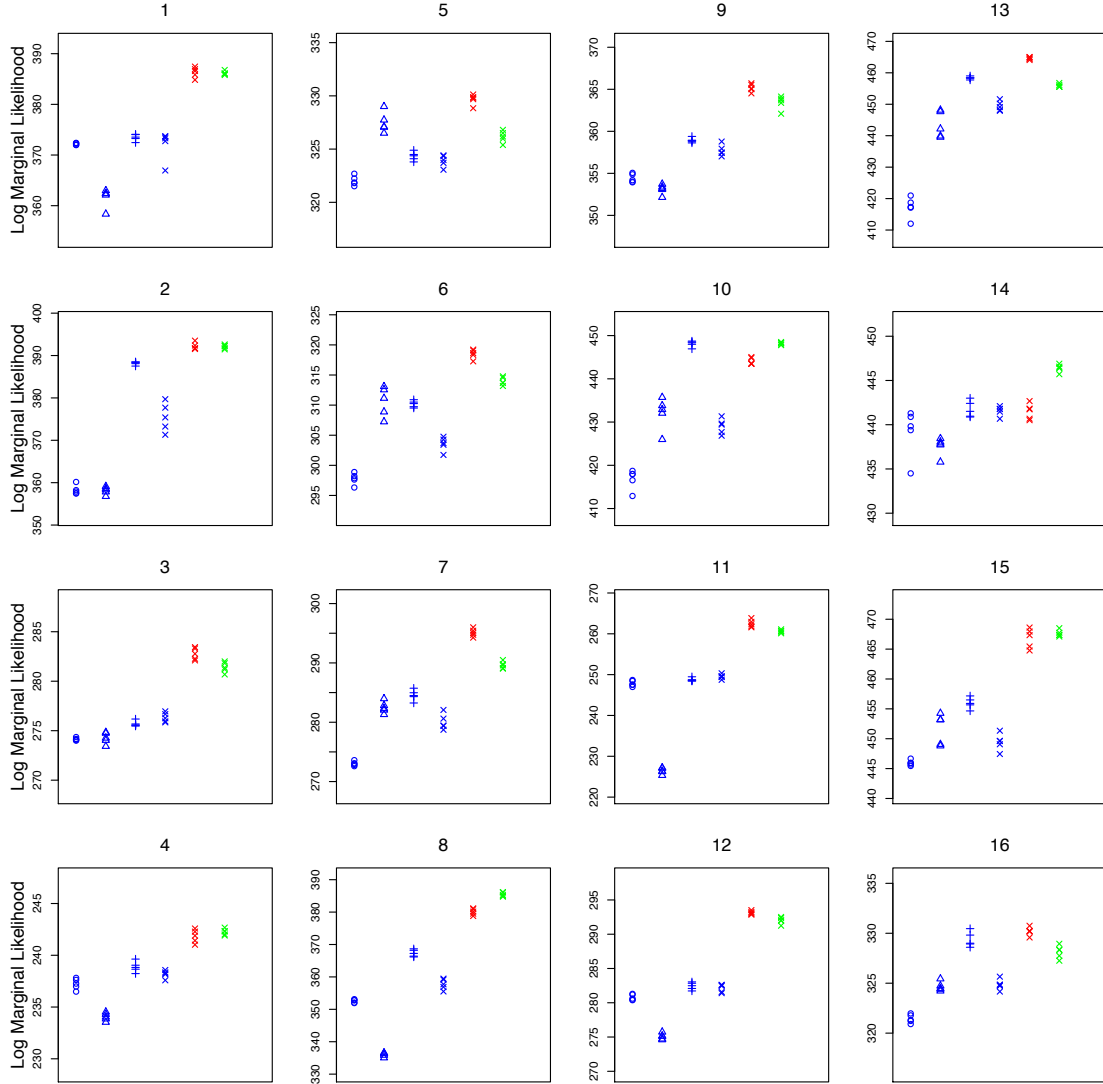 1
5
9
13
Log Marginal Likelihood
360 370 380 390
320 325 330 335
350 355 360 365 370
410 420 430 440 450 460
2
6
10
14
Log Marginal Likelihood
350 360 370 380 390 400
295 300 305 310 315 320 325
410 420 430 440 450
430 435 440 445 450
3
7
11
15
Log Marginal Likelihood
270 275 280 285
270 280 290 300
220 230 240 250 260 270
440 445 450 455 460 465 470
4
8
12
16
Log Marginal Likelihood
230 235 240 245
330 340 350 360 370 380 390
270 275 280 285 290 295
320 325 330 335